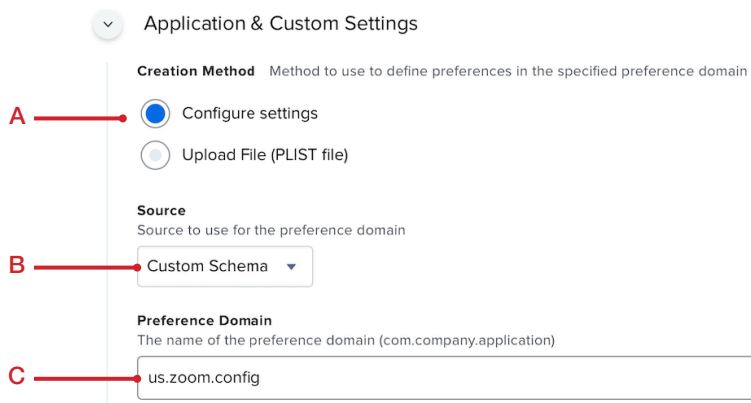 Application & Custom Settings
Creation Method Method to use to define preferences in the specified preference domain
A Configure settings
Upload File (PLIST file)
Source
Source to use for the preference domain
B Custom Schema
Preference Domain
The name of the preference domain (com.company.application)
C us.zoom.config